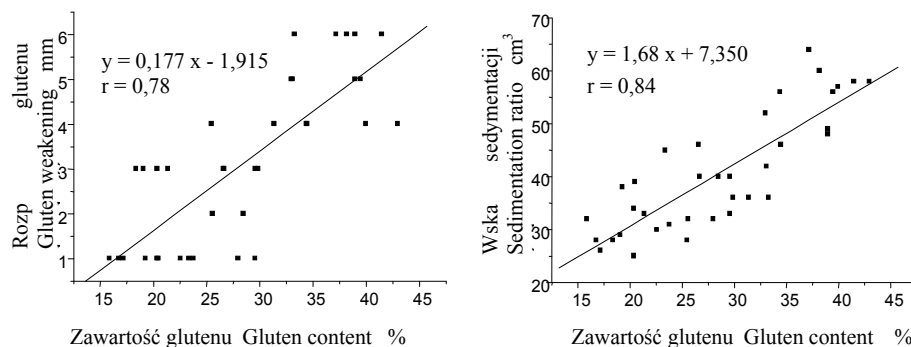 Rozp glutenu
Gluten weakening mm
6
5
4
3
2
1
y = 0,177 x - 1,915
r = 0,78
15 20 25 30 35 40 45
Zawartość glutenu Gluten content %
Wska sedymentacji
Sedimentation ratio cm³
70
60
50
40
30
20
y = 1,68 x + 7,350
r = 0,84
15 20 25 30 35 40 45
Zawartość glutenu Gluten content %